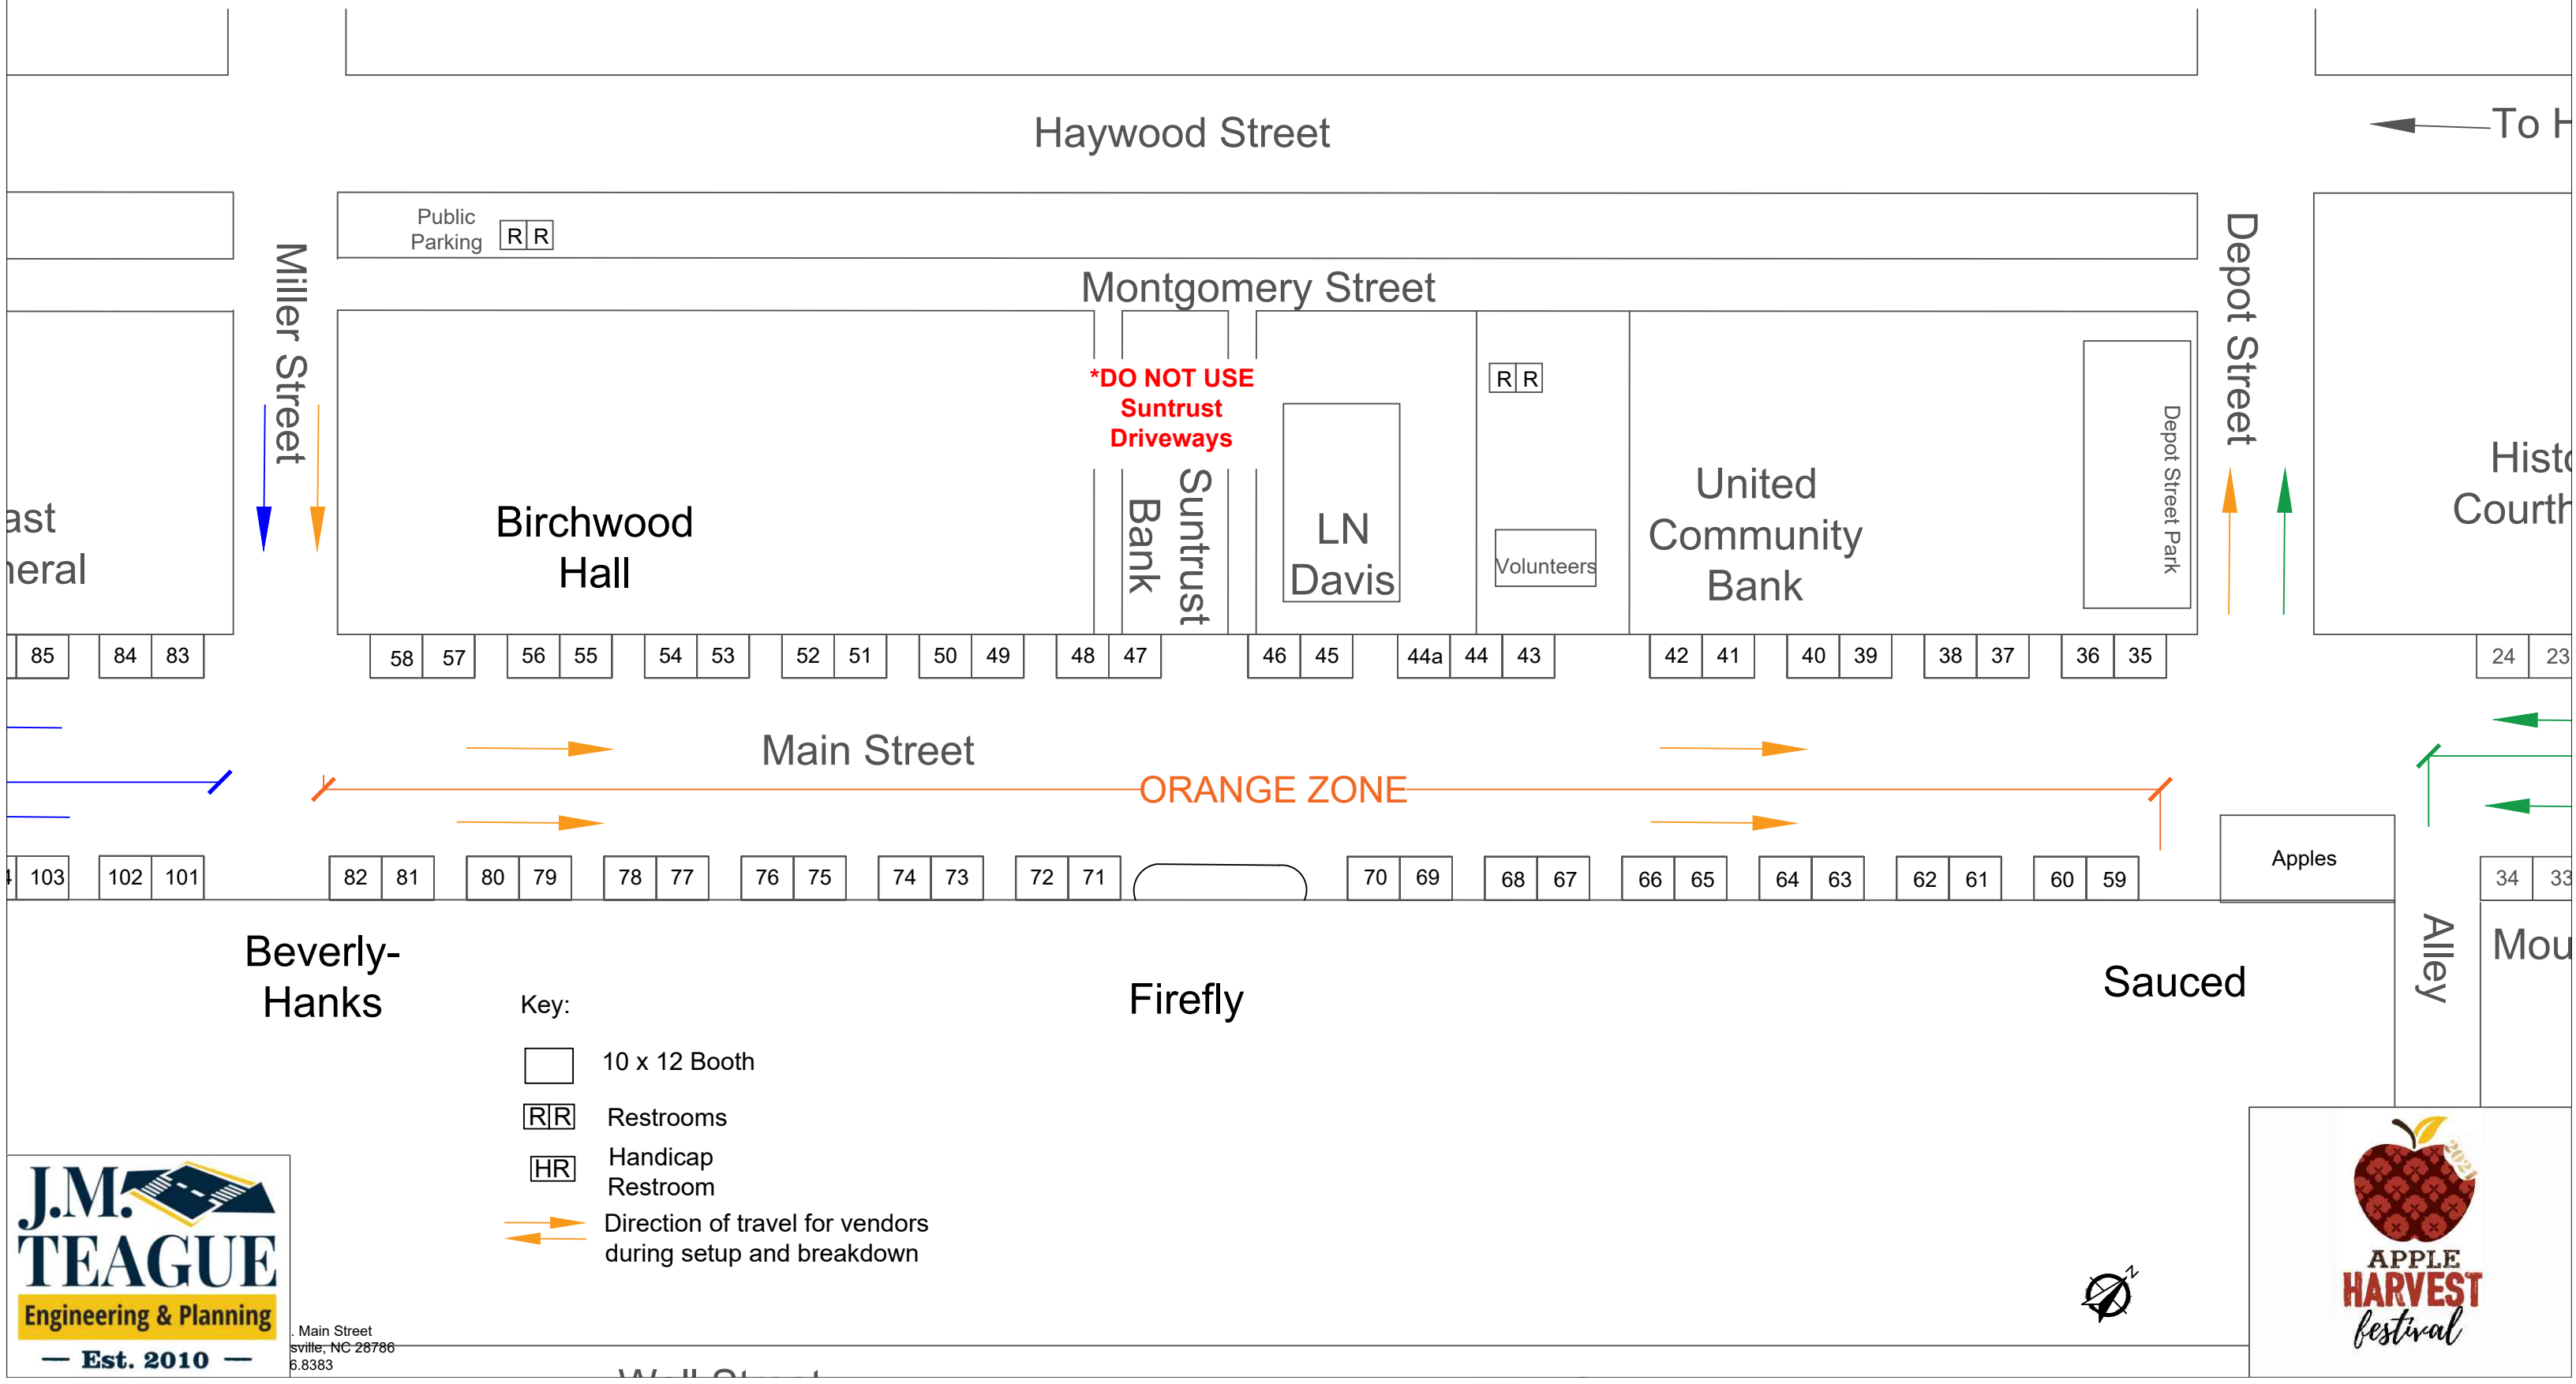 Haywood Street
To H
Public
Parking
R R
Miller Street
Montgomery Street
Depot Street
*DO NOT USE
Suntrust
Driveways
R R
Depot Street Park
ast
neral
Birchwood
Hall
Suntrust
Bank
LN
Davis
Volunteers
United
Community
Bank
Histo
Courth
85 84 83 58 57 56 55 54 53 52 51 50 49 48 47 46 45 44a 44 43 42 41 40 39 38 37 36 35 24 23
Main Street
ORANGE ZONE
Apples
103 102 101 82 81 80 79 78 77 76 75 74 73 72 71 70 69 68 67 66 65 64 63 62 61 60 59 34 33
Beverly-
Hanks
Firefly
Sauced
Alley
Mou
Key:
10 x 12 Booth
R R Restrooms
HR Handicap
Restroom
Direction of travel for vendors
during setup and breakdown
N
J.M.
TEAGUE
Engineering & Planning
— Est. 2010 —
. Main Street
sville, NC 28786
6.8383
2021
APPLE
HARVEST
festival